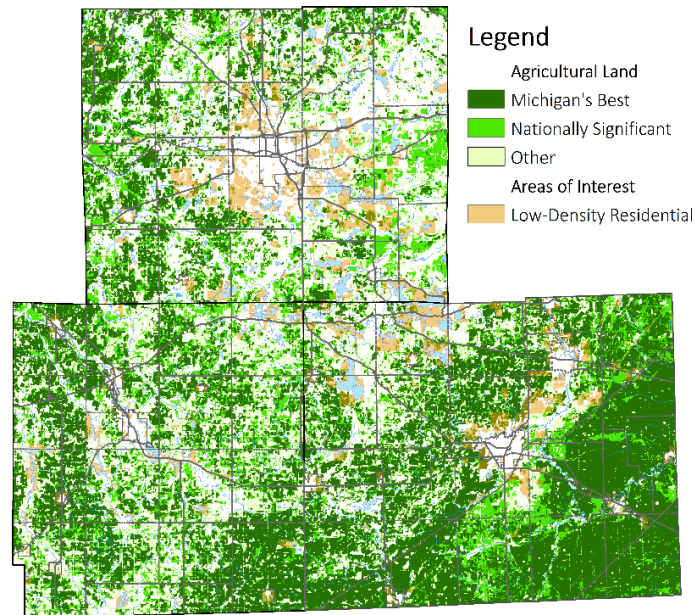 Legend
Agricultural Land
Michigan's Best
Nationally Significant
Other
Areas of Interest
Low-Density Residential